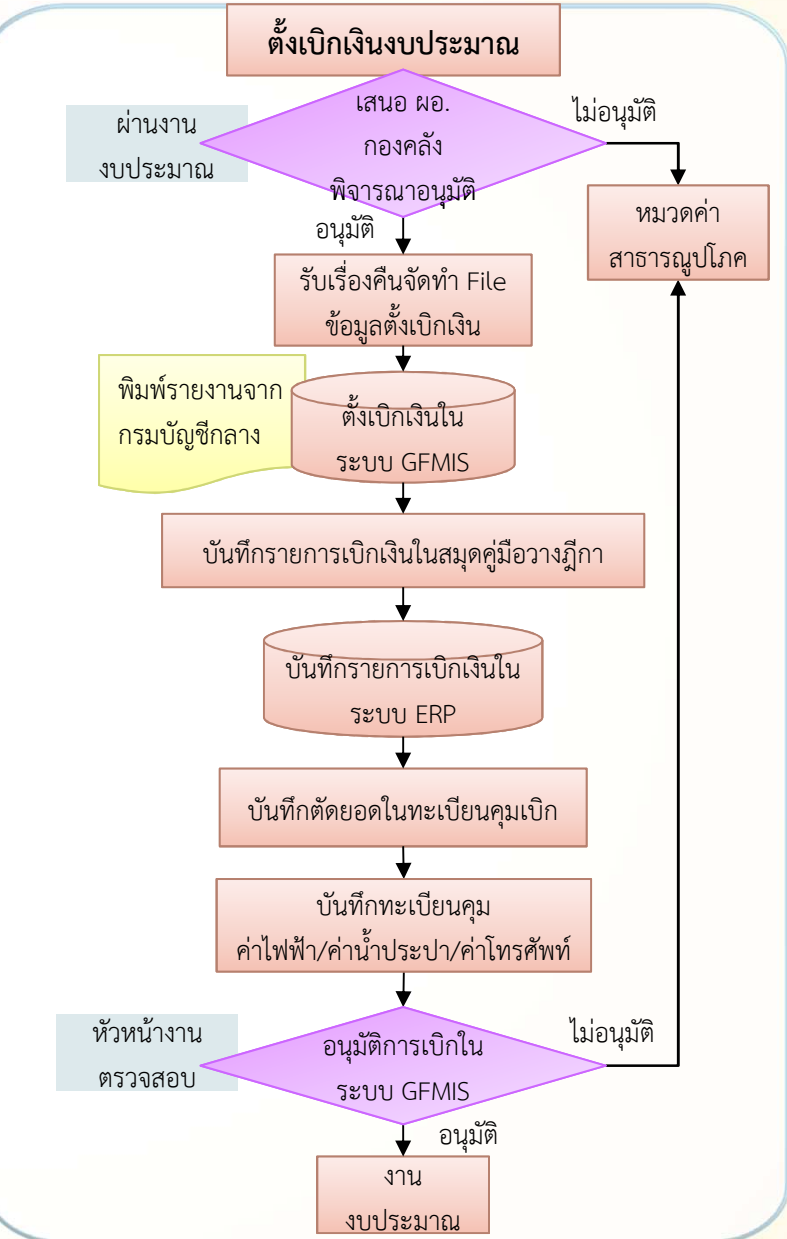 ตั้งเบิกเงินงบประมาณ
ผ่านงาน
งบประมาณ
เสนอ ผอ.
กองคลัง
พิจารณาอนุมัติ
ไม่อนุมัติ
หมวดค่า
สาธารณูปโภค
อนุมัติ
รับเรื่องคืนจัดทำ File
ข้อมูลตั้งเบิกเงิน
พิมพ์รายงานจาก
กรมบัญชีกลาง
ตั้งเบิกเงินใน
ระบบ GFMIS
บันทึกรายการเบิกเงินในสมุดคู่มือวางฎีกา
บันทึกรายการเบิกเงินใน
ระบบ ERP
บันทึกตัดยอดในทะเบียนคุมเบิก
บันทึกทะเบียนคุม
ค่าไฟฟ้า/ค่าน้ำประปา/ค่าโทรศัพท์
หัวหน้างาน
ตรวจสอบ
อนุมัติการเบิกใน
ระบบ GFMIS
ไม่อนุมัติ
อนุมัติ
งาน
งบประมาณ